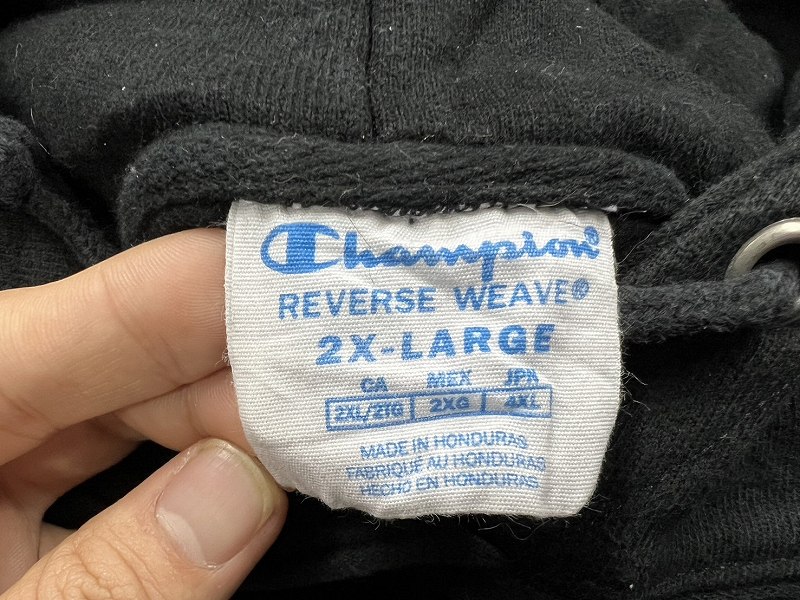 Champion®
REVERSE WEAVE®
2X-LARGE
CA MEX JPN
2XL/2TG 2XG 4XL
MADE IN HONDURAS
FABRIQUÉ AU HONDURAS
HECHO EN HONDURAS